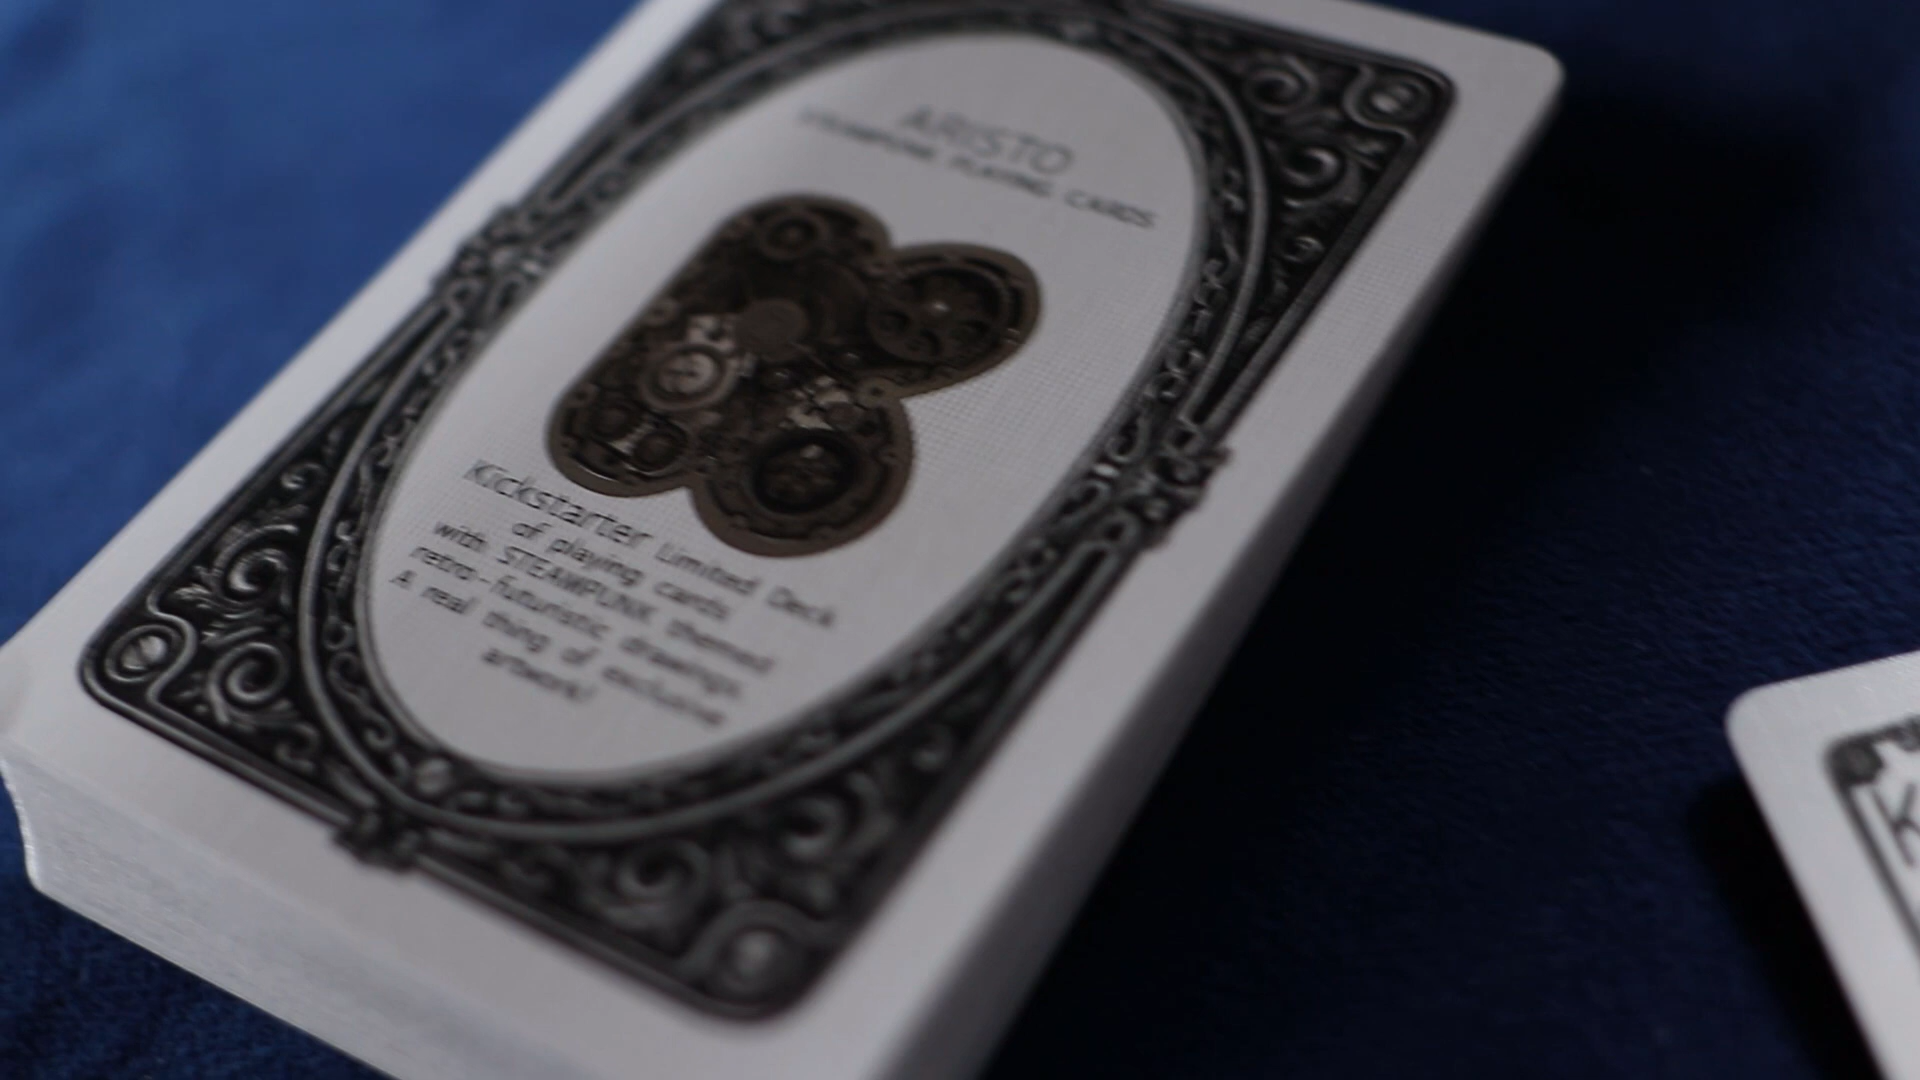 ARISTO
STEAMPUNK PLAYING CARDS
Kickstarter Limited Deck
of playing cards
with STEAMPUNK themed
retro-futuristic drawings.
A real thing of exclusive
artwork!
K